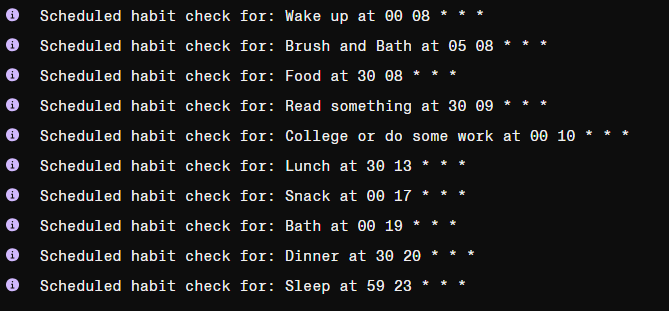 Scheduled habit check for: Wake up at 00 08 * * *
Scheduled habit check for: Brush and Bath at 05 08 * * *
Scheduled habit check for: Food at 30 08 * * *
Scheduled habit check for: Read something at 30 09 * * *
Scheduled habit check for: College or do some work at 00 10 * * *
Scheduled habit check for: Lunch at 30 13 * * *
Scheduled habit check for: Snack at 00 17 * * *
Scheduled habit check for: Bath at 00 19 * * *
Scheduled habit check for: Dinner at 30 20 * * *
Scheduled habit check for: Sleep at 59 23 * * *